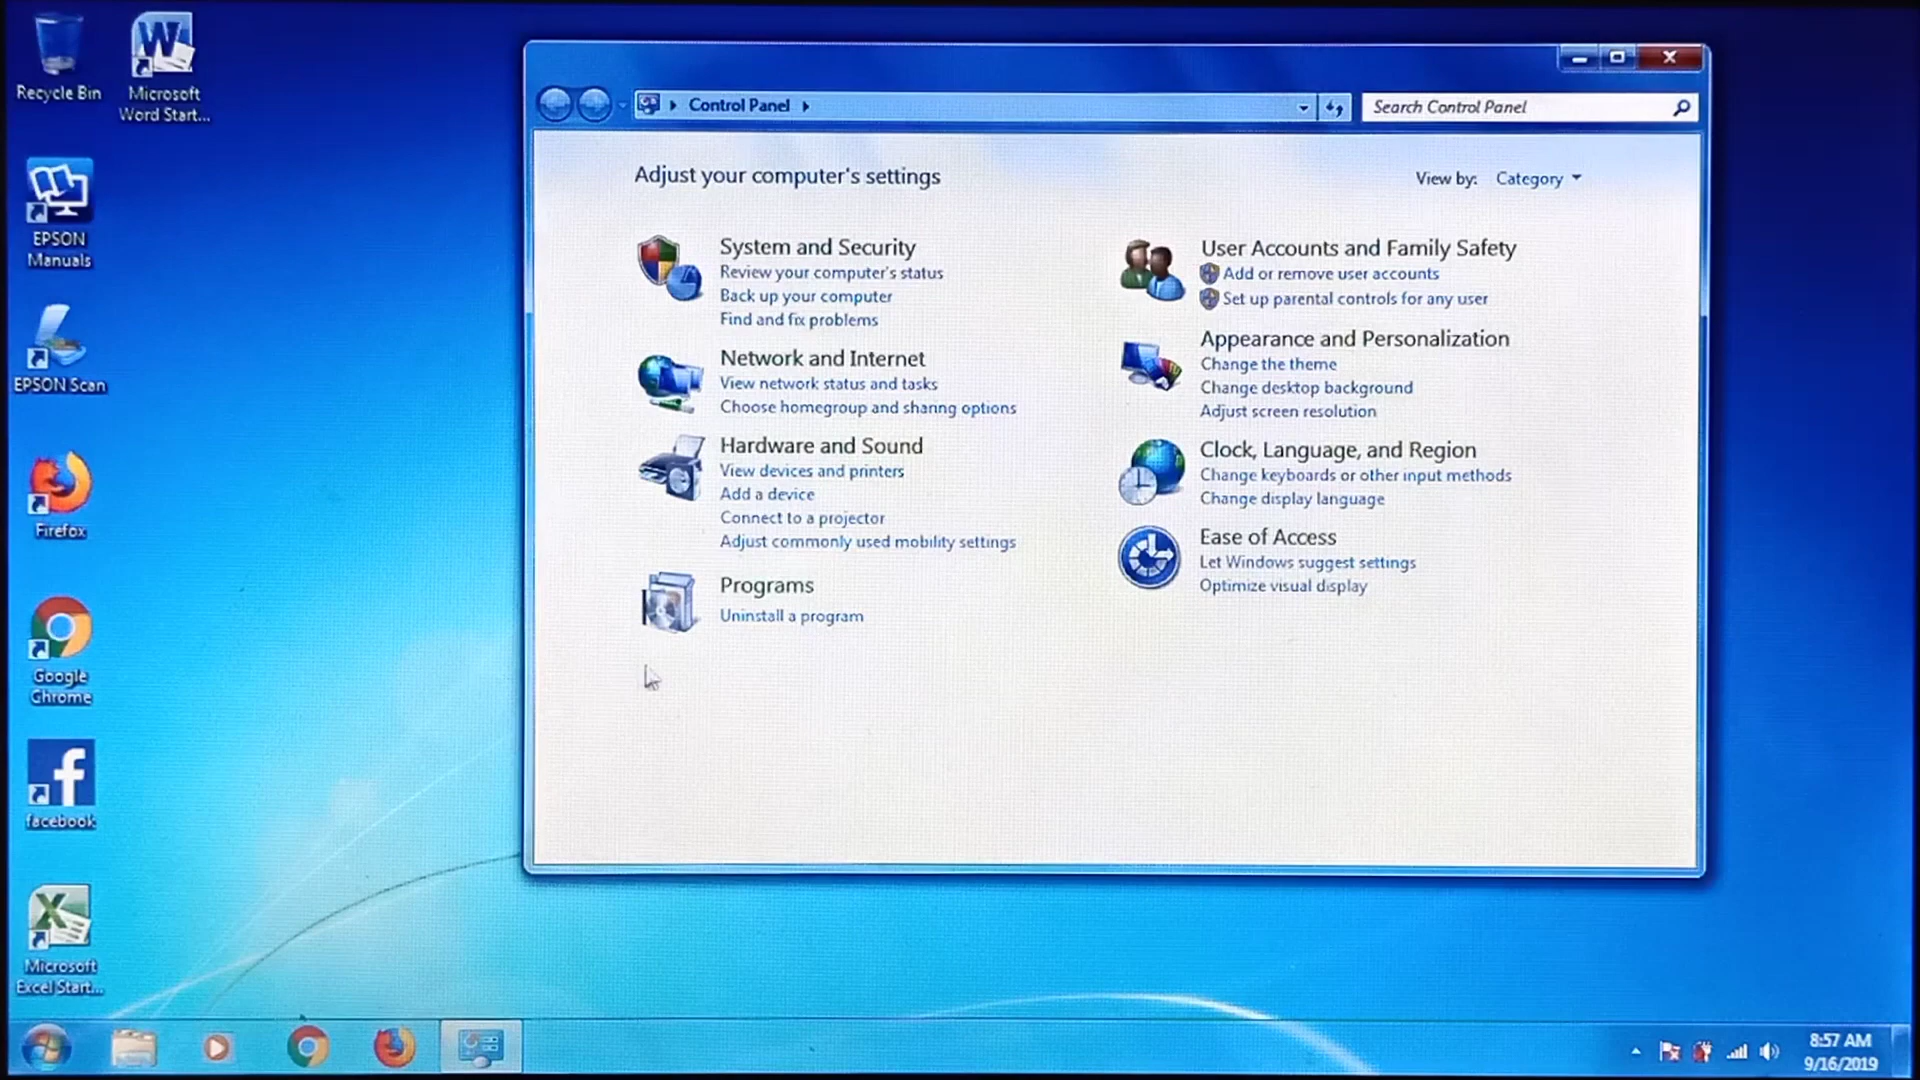 Recycle Bin
Microsoft
Word Start...
EPSON
Manuals
EPSON Scan
Firefox
Google
Chrome
facebook
Microsoft
Excel Start...
Control Panel
Search Control Panel
Adjust your computer's settings
View by: Category
System and Security
Review your computer's status
Back up your computer
Find and fix problems
Network and Internet
View network status and tasks
Choose homegroup and sharing options
Hardware and Sound
View devices and printers
Add a device
Connect to a projector
Adjust commonly used mobility settings
Programs
Uninstall a program
User Accounts and Family Safety
Add or remove user accounts
Set up parental controls for any user
Appearance and Personalization
Change the theme
Change desktop background
Adjust screen resolution
Clock, Language, and Region
Change keyboards or other input methods
Change display language
Ease of Access
Let Windows suggest settings
Optimize visual display
8:57 AM
9/16/2019